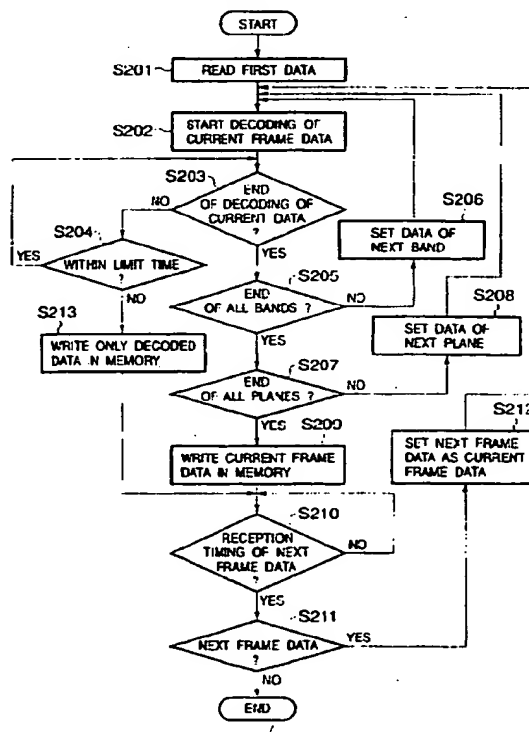 START
S201
READ FIRST DATA
S202
START DECODING OF
CURRENT FRAME DATA
S203
END
OF DECODING OF
CURRENT DATA
?
NO
YES
S204
WITHIN LIMIT TIME
?
YES
NO
S205
END
OF ALL BANDS ?
NO
YES
S206
SET DATA OF
NEXT BAND
S213
WRITE ONLY DECODED
DATA IN MEMORY
S207
END
OF ALL PLANES ?
NO
YES
S208
SET DATA OF
NEXT PLANE
S209
WRITE CURRENT FRAME
DATA IN MEMORY
S212
SET NEXT FRAME
DATA AS CURRENT
FRAME DATA
S210
RECEPTION
TIMING OF NEXT
FRAME DATA
?
NO
YES
S211
NEXT FRAME DATA
?
YES
NO
END